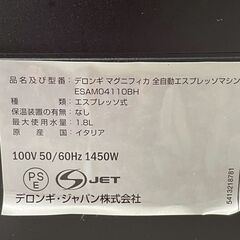 品名及び型番: デロンギ マグニフィカ 全自動エスプレッソマシン
ESAM04110BH
種類: エスプレッソ式
保温装置の有無: なし
最大使用水量: 1.8L
原産国: イタリア
100V 50/60Hz 1450W
PS
E
S JET
デロンギ・ジャパン株式会社
5413218781